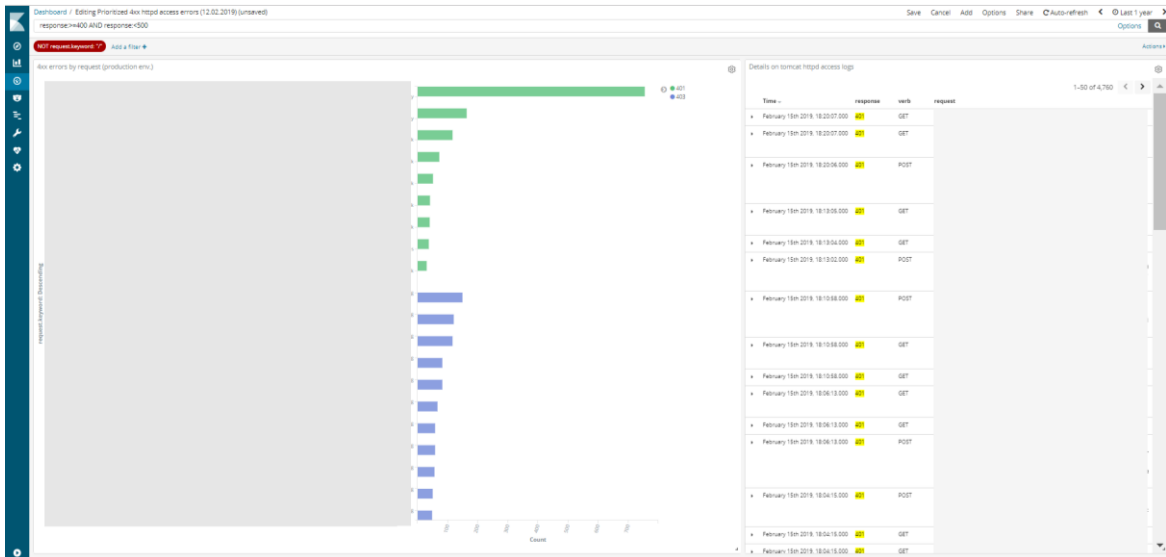 Dashboard / Editing Prioritized 4xx httpd access errors (12.02.2019) (unsaved)
Save Cancel Add Options Share Auto-refresh Last 1 year
response:>=400 AND response:<500
Options
NOT request.keyword: "/" Add a filter +
Actions
4xx errors by request (production env.)
401
403
request.keyword: Descending
100 200 300 400 500 600 700
Count
Details on tomcat httpd access logs
1–50 of 4,760
Time response verb request
February 15th 2019, 18:20:07.000 401 GET
February 15th 2019, 18:20:07.000 401 GET
February 15th 2019, 18:20:06.000 401 POST
February 15th 2019, 18:13:05.000 401 GET
February 15th 2019, 18:13:04.000 401 GET
February 15th 2019, 18:13:02.000 401 POST
February 15th 2019, 18:10:58.000 401 POST
February 15th 2019, 18:10:58.000 401 GET
February 15th 2019, 18:10:58.000 401 GET
February 15th 2019, 18:06:13.000 401 GET
February 15th 2019, 18:06:13.000 401 GET
February 15th 2019, 18:06:13.000 401 POST
February 15th 2019, 18:04:15.000 401 POST
February 15th 2019, 18:04:15.000 401 GET
February 15th 2019, 18:04:15.000 401 GET